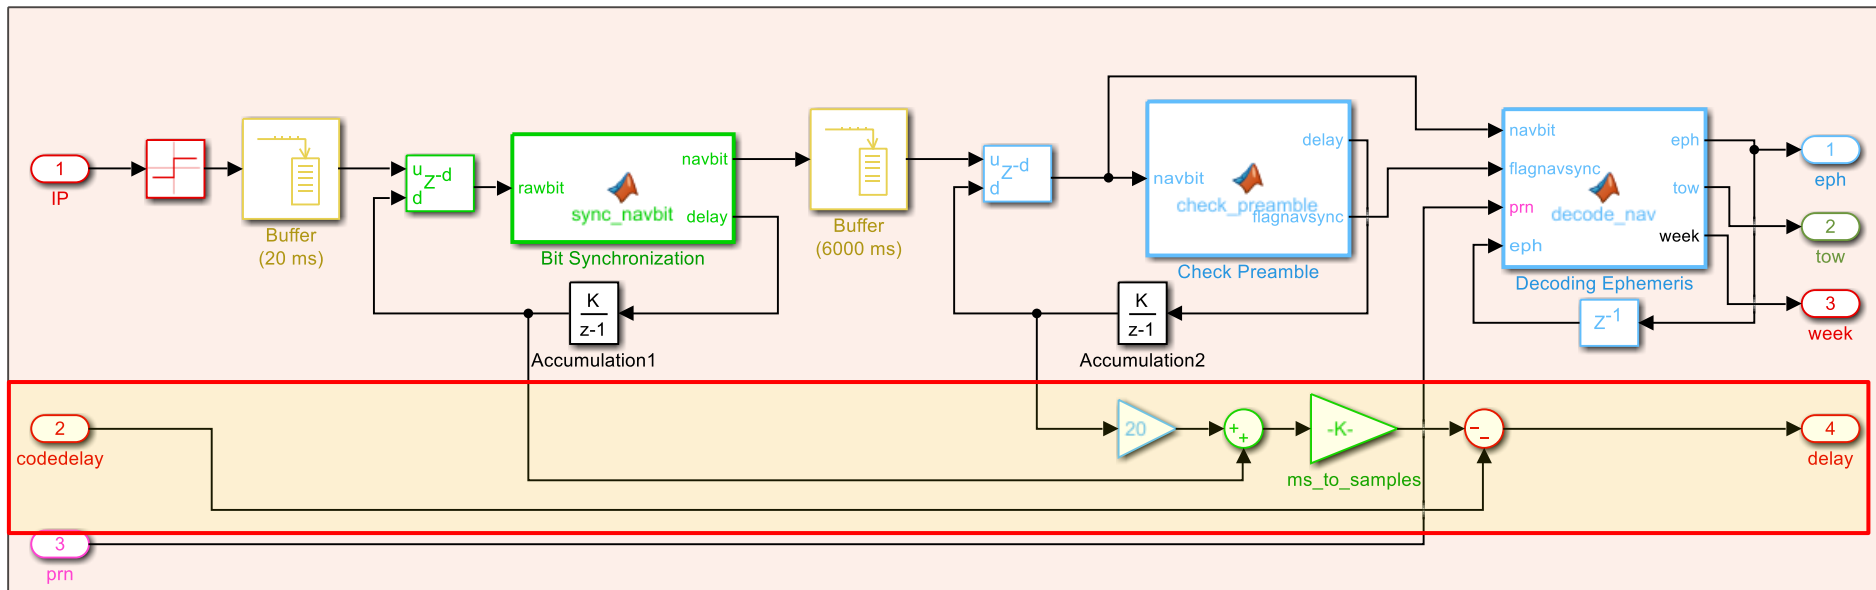 1
IP
Buffer
(20 ms)
u
Z-d
d
rawbit
navbit
sync_navbit
delay
Bit Synchronization
K
z-1
Accumulation1
Buffer
(6000 ms)
u
Z-d
d
navbit
delay
check_preamble
flagnavsync
Check Preamble
K
z-1
Accumulation2
navbit
flagnavsync
prn
eph
eph
tow
week
decode_nav
Decoding Ephemeris
Z-1
1
eph
2
tow
3
week
2
codedelay
20
+
+
-K-
ms_to_samples
−
−
4
delay
3
prn